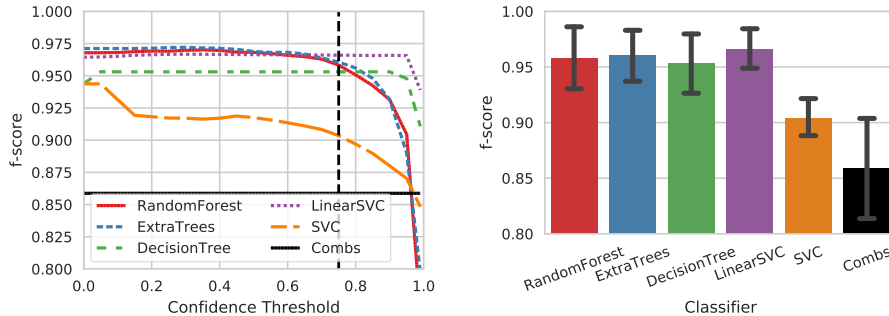 1.000
0.975
0.950
0.925
0.900
0.875
0.850
0.825
0.800
f-score
RandomForest
ExtraTrees
DecisionTree
LinearSVC
SVC
Combs
0.0
0.2
0.4
0.6
0.8
1.0
Confidence Threshold
1.00
0.95
0.90
0.85
0.80
f-score
RandomForest
ExtraTrees
DecisionTree
LinearSVC
SVC
Combs
Classifier